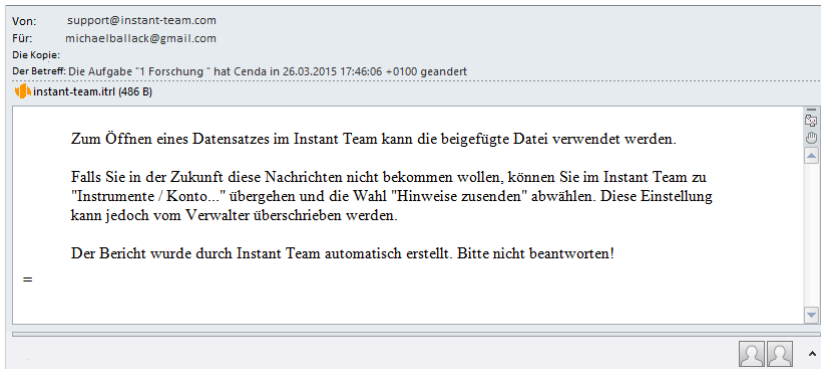 Von: support@instant-team.com
Für: michaelballack@gmail.com
Die Kopie:
Der Betreff: Die Aufgabe "1 Forschung " hat Cenda in 26.03.2015 17:46:06 +0100 geandert
instant-team.itrl (486 B)
Zum Öffnen eines Datensatzes im Instant Team kann die beigefügte Datei verwendet werden.
Falls Sie in der Zukunft diese Nachrichten nicht bekommen wollen, können Sie im Instant Team zu
"Instrumente / Konto..." übergehen und die Wahl "Hinweise zusenden" abwählen. Diese Einstellung
kann jedoch vom Verwalter überschrieben werden.
Der Bericht wurde durch Instant Team automatisch erstellt. Bitte nicht beantworten!
=